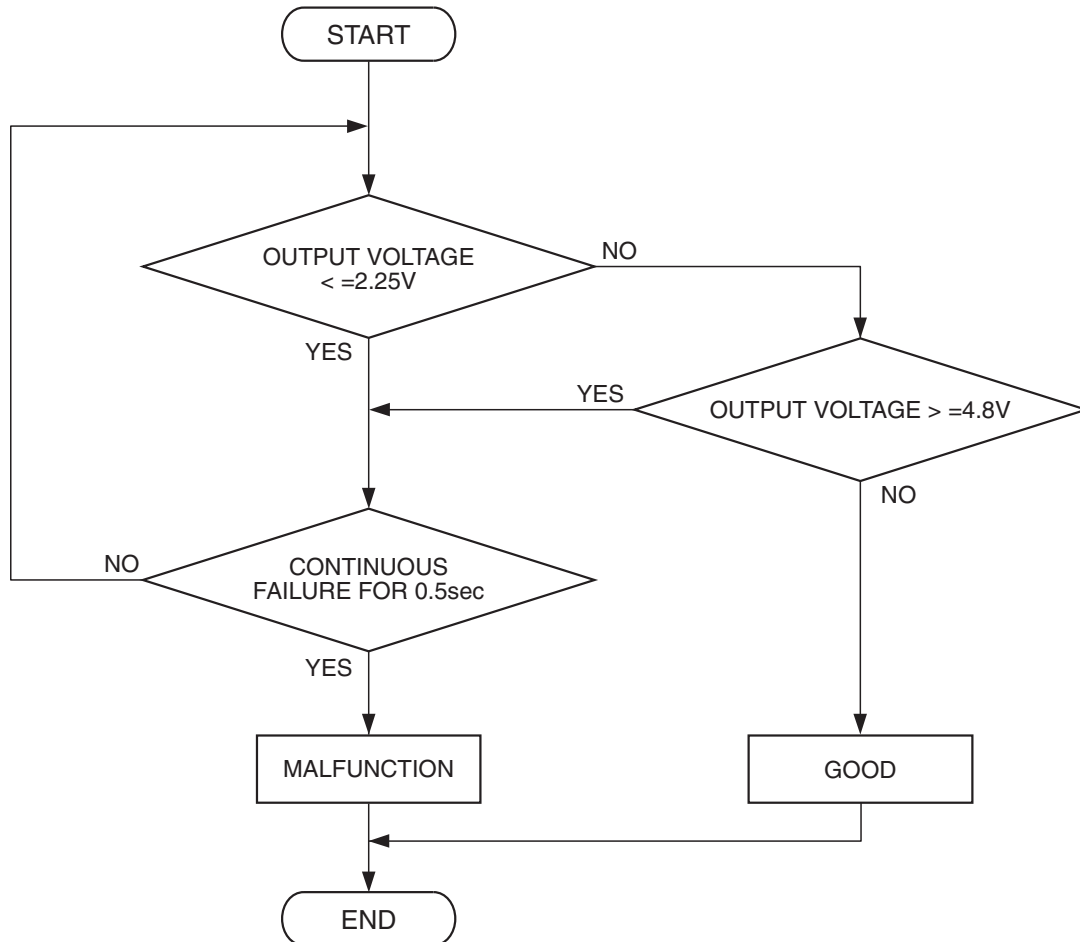 START
OUTPUT VOLTAGE
< =2.25V
NO
YES
YES
OUTPUT VOLTAGE > =4.8V
NO
NO
CONTINUOUS
FAILURE FOR 0.5sec
YES
MALFUNCTION
GOOD
END